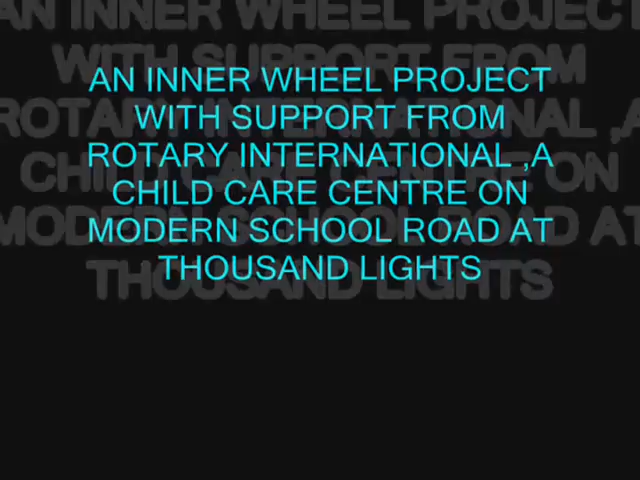 AN INNER WHEEL PROJECT
WITH SUPPORT FROM
ROTARY INTERNATIONAL ,A
CHILD CARE CENTRE ON
MODERN SCHOOL ROAD AT
THOUSAND LIGHTS